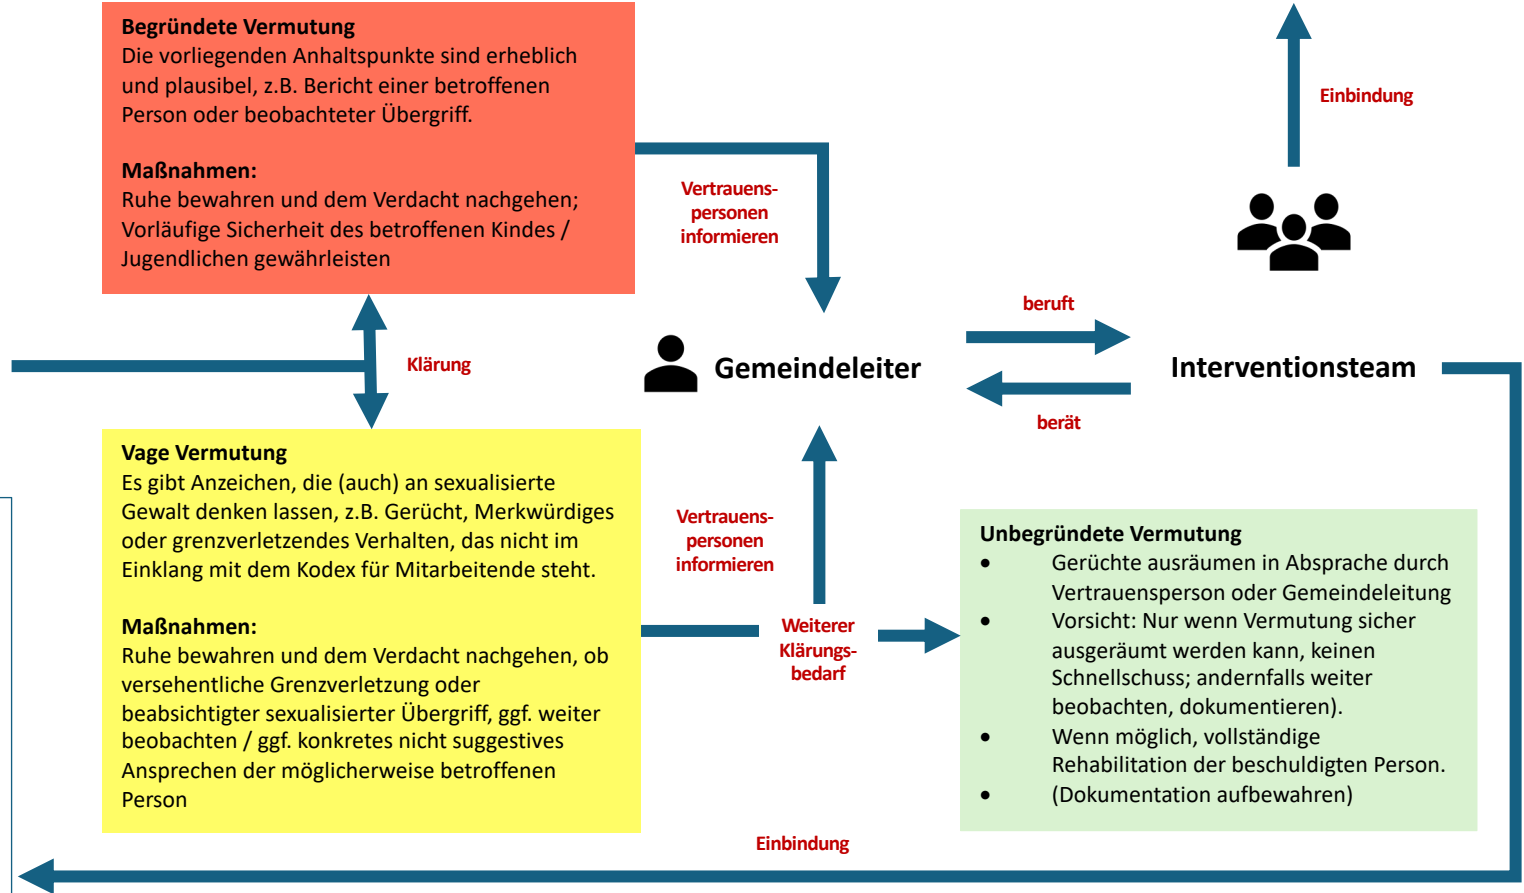 Begründete Vermutung
Die vorliegenden Anhaltspunkte sind erheblich
und plausibel, z.B. Bericht einer betroffenen
Person oder beobachteter Übergriff.
Maßnahmen:
Ruhe bewahren und dem Verdacht nachgehen;
Vorläufige Sicherheit des betroffenen Kindes /
Jugendlichen gewährleisten
Vertrauens-
personen
informieren
Einbindung
Klärung
Gemeindeleiter
beruft
berät
Interventionsteam
Vage Vermutung
Es gibt Anzeichen, die (auch) an sexualisierte
Gewalt denken lassen, z.B. Gerücht, Merkwürdiges
oder grenzverletzendes Verhalten, das nicht im
Einklang mit dem Kodex für Mitarbeitende steht.
Maßnahmen:
Ruhe bewahren und dem Verdacht nachgehen, ob
versehentliche Grenzverletzung oder
beabsichtigter sexualisierter Übergriff, ggf. weiter
beobachten / ggf. konkretes nicht suggestives
Ansprechen der möglicherweise betroffenen
Person
Vertrauens-
personen
informieren
Weiterer
Klärungs-
bedarf
Unbegründete Vermutung
• Gerüchte ausräumen in Absprache durch
Vertrauensperson oder Gemeindeleitung
• Vorsicht: Nur wenn Vermutung sicher
ausgeräumt werden kann, keinen
Schnellschuss; andernfalls weiter
beobachten, dokumentieren).
• Wenn möglich, vollständige
Rehabilitation der beschuldigten Person.
• (Dokumentation aufbewahren)
Einbindung